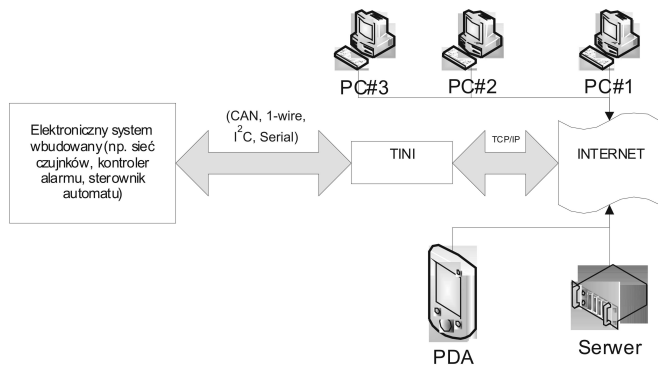 PC#3
PC#2
PC#1
(CAN, 1-wire,
I²C, Serial)
Elektroniczny system
wbudowany (np. sieć
czujnków, kontroler
alarmu, sterownik
automatu)
TINI
TCP/IP
INTERNET
PDA
Serwer